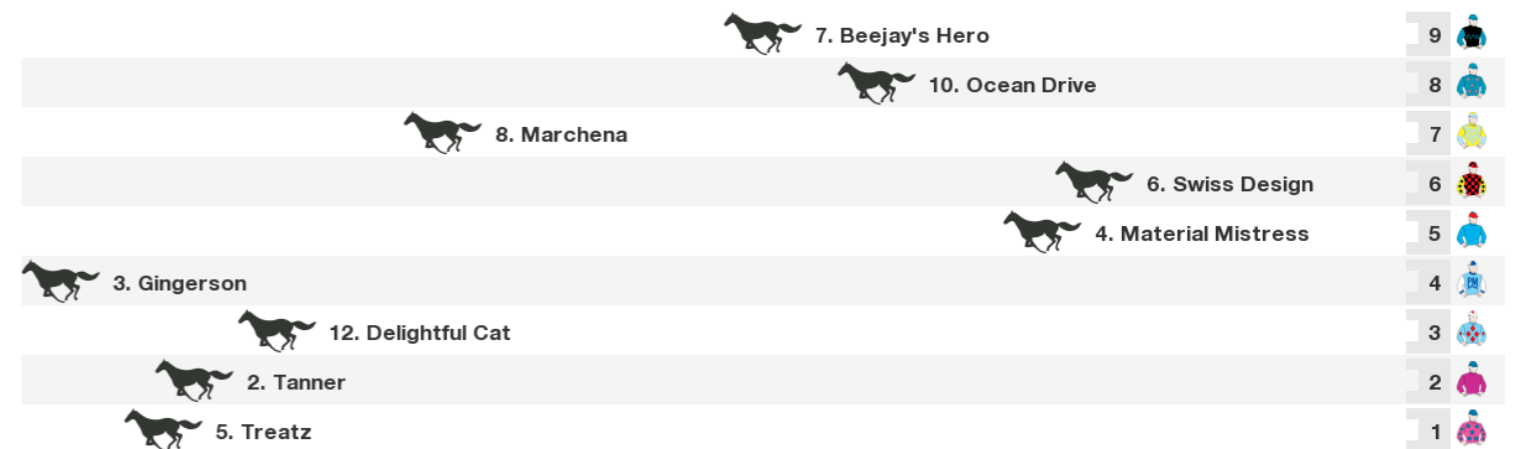 7. Beejay's Hero 9
10. Ocean Drive 8
8. Marchena 7
6. Swiss Design 6
4. Material Mistress 5
3. Gingerson 4 PM
12. Delightful Cat 3
2. Tanner 2
5. Treatz 1